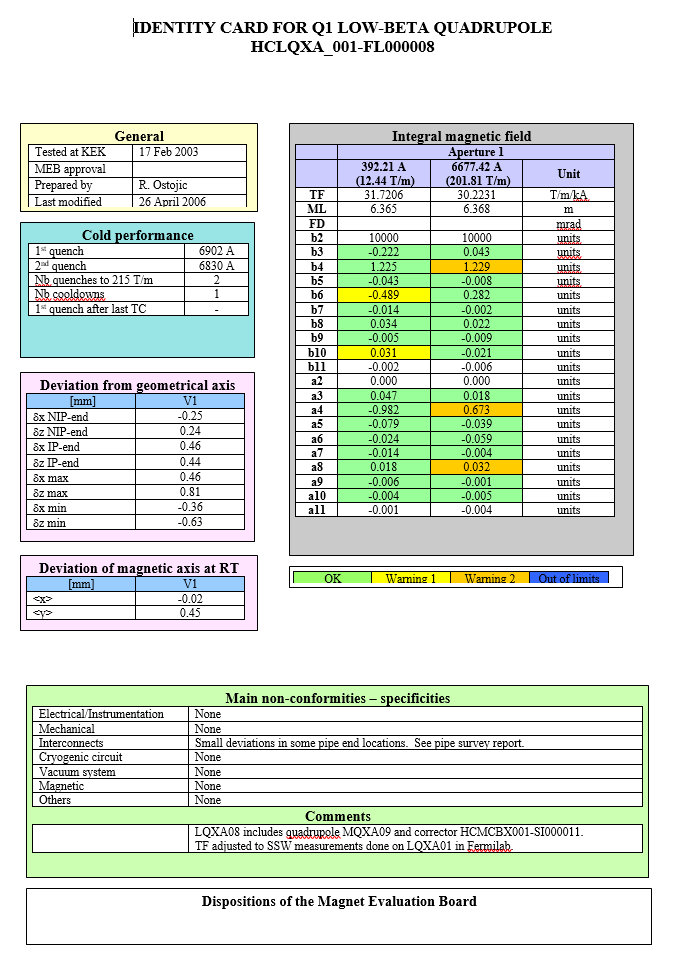 IDENTITY CARD FOR Q1 LOW-BETA QUADRUPOLE
HCLQXA_001-FL000008
General
Tested at KEK 17 Feb 2003
MEB approval
Prepared by R. Ostojic
Last modified 26 April 2006
Cold performance
1st quench 6902 A
2nd quench 6830 A
Nb quenches to 215 T/m 2
Nb cooldowns 1
1st quench after last TC -
Deviation from geometrical axis
[mm] V1
δx NIP-end -0.25
δz NIP-end 0.24
δx IP-end 0.46
δz IP-end 0.44
δx max 0.46
δz max 0.81
δx min -0.36
δz min -0.63
Deviation of magnetic axis at RT
[mm] V1
<x> -0.02
<y> 0.45
Integral magnetic field
Aperture 1
392.21 A 6677.42 A Unit
(12.44 T/m) (201.81 T/m)
TF 31.7206 30.2231 T/m/kA
ML 6.365 6.368 m
FD mrad
b2 10000 10000 units
b3 -0.222 0.043 units
b4 1.225 1.229 units
b5 -0.043 -0.008 units
b6 -0.489 0.282 units
b7 -0.014 -0.002 units
b8 0.034 0.022 units
b9 -0.005 -0.009 units
b10 0.031 -0.021 units
b11 -0.002 -0.006 units
a2 0.000 0.000 units
a3 0.047 0.018 units
a4 -0.982 0.673 units
a5 -0.079 -0.039 units
a6 -0.024 -0.059 units
a7 -0.014 -0.004 units
a8 0.018 0.032 units
a9 -0.006 -0.001 units
a10 -0.004 -0.005 units
a11 -0.001 -0.004 units
OK Warning 1 Warning 2 Out of limits
Main non-conformities – specificities
Electrical/Instrumentation None
Mechanical None
Interconnects Small deviations in some pipe end locations. See pipe survey report.
Cryogenic circuit None
Vacuum system None
Magnetic None
Others None
Comments
LQXA08 includes quadrupole MQXA09 and corrector HCMCBX001-SI000011.
TF adjusted to SSW measurements done on LQXA01 in Fermilab.
Dispositions of the Magnet Evaluation Board